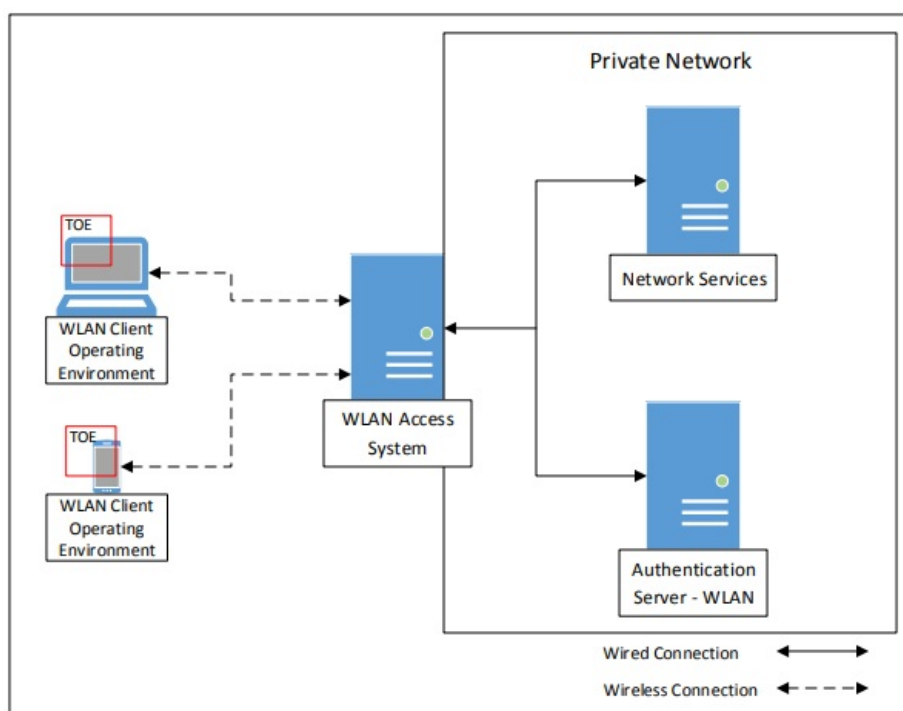 Private Network
TOE
WLAN Client
Operating
Environment
TOE
WLAN Client
Operating
Environment
WLAN Access
System
Network Services
Authentication
Server - WLAN
Wired Connection
Wireless Connection